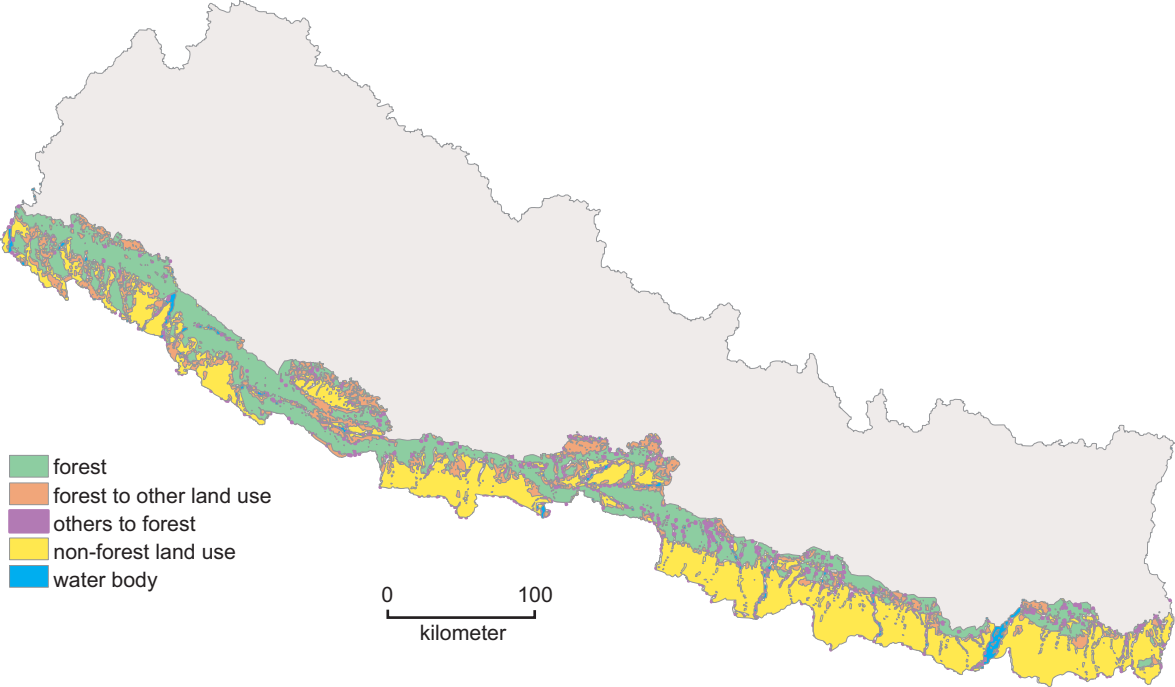 forest
forest to other land use
others to forest
non-forest land use
water body
0 100
kilometer